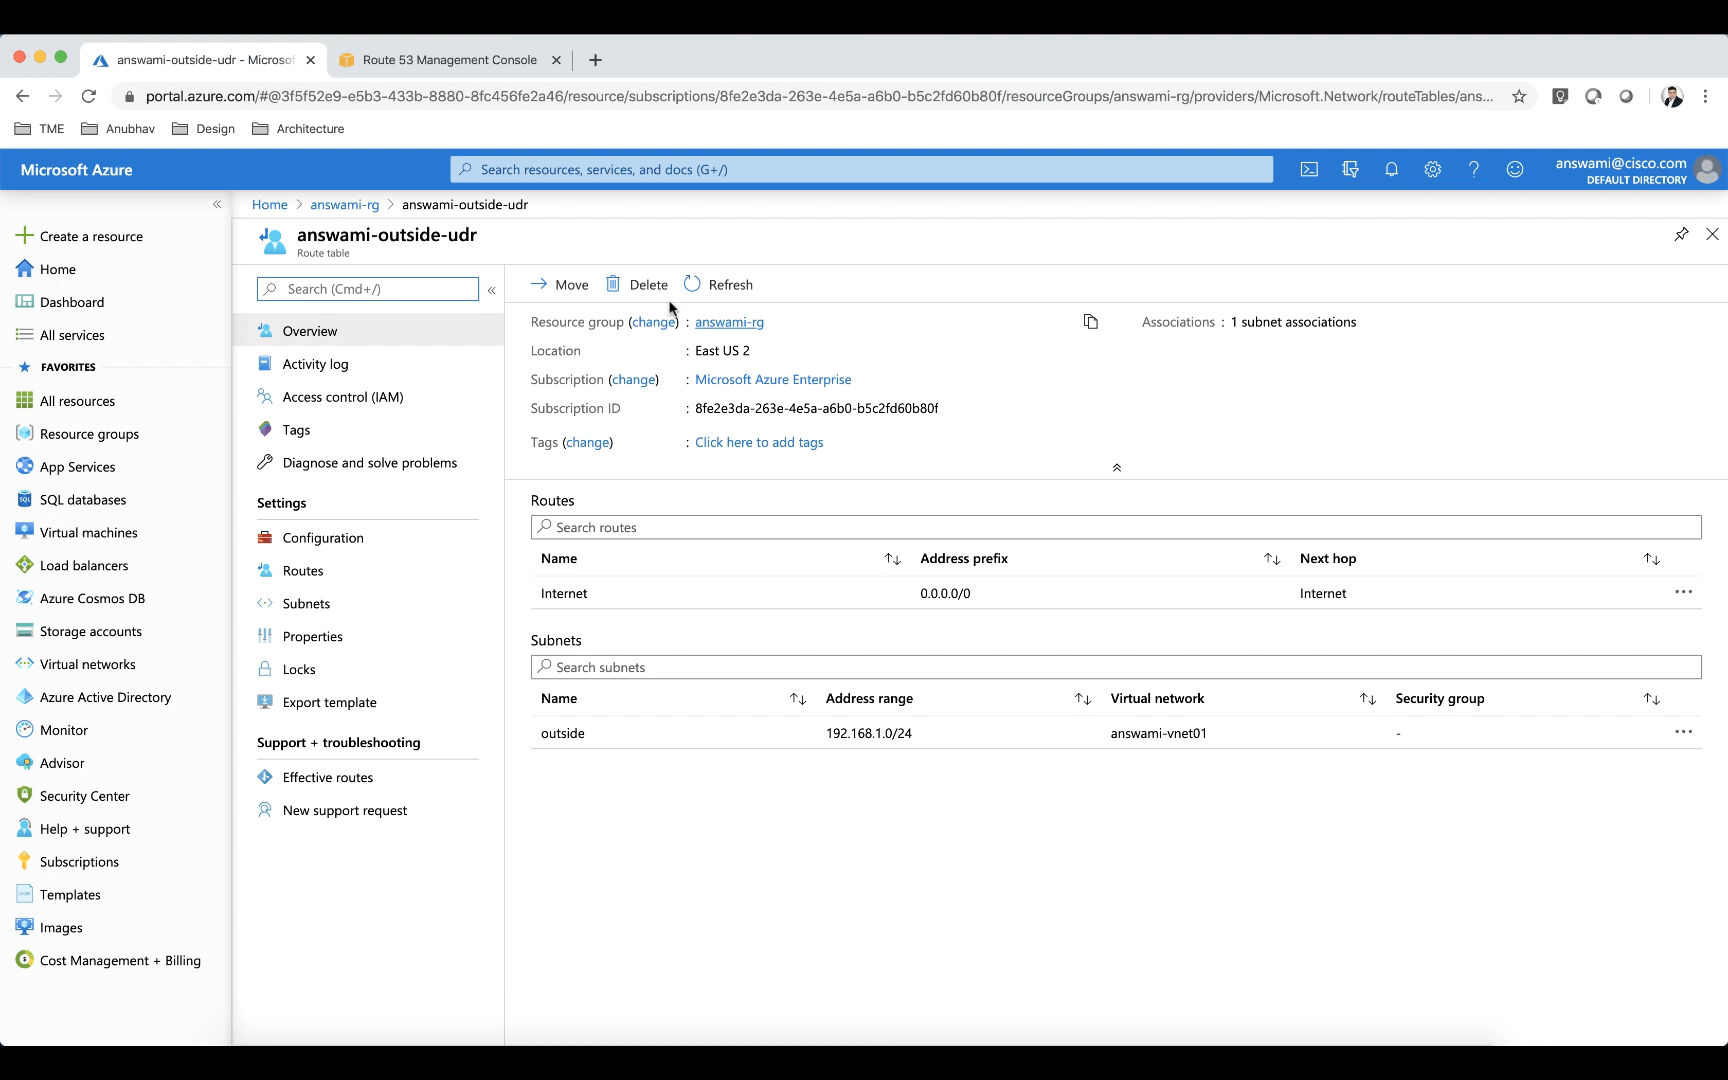 answami-outside-udr - Microsof
Route 53 Management Console
portal.azure.com/#@3f5f52e9-e5b3-433b-8880-8fc456fe2a46/resource/subscriptions/8fe2e3da-263e-4e5a-a6b0-b5c2fd60b80f/resourceGroups/answami-rg/providers/Microsoft.Network/routeTables/ans...
TME Anubhav Design Architecture
Microsoft Azure
Search resources, services, and docs (G+/)
answami@cisco.com
DEFAULT DIRECTORY
Create a resource
Home
Dashboard
All services
FAVORITES
All resources
Resource groups
App Services
SQL databases
Virtual machines
Load balancers
Azure Cosmos DB
Storage accounts
Virtual networks
Azure Active Directory
Monitor
Advisor
Security Center
Help + support
Subscriptions
Templates
Images
Cost Management + Billing
Home > answami-rg > answami-outside-udr
answami-outside-udr
Route table
Search (Cmd+/)
Overview
Activity log
Access control (IAM)
Tags
Diagnose and solve problems
Settings
Configuration
Routes
Subnets
Properties
Locks
Export template
Support + troubleshooting
Effective routes
New support request
Move Delete Refresh
Resource group (change) : answami-rg
Associations : 1 subnet associations
Location : East US 2
Subscription (change) : Microsoft Azure Enterprise
Subscription ID : 8fe2e3da-263e-4e5a-a6b0-b5c2fd60b80f
Tags (change) : Click here to add tags
Routes
Search routes
Name Address prefix Next hop
Internet 0.0.0.0/0 Internet
Subnets
Search subnets
Name Address range Virtual network Security group
outside 192.168.1.0/24 answami-vnet01 -